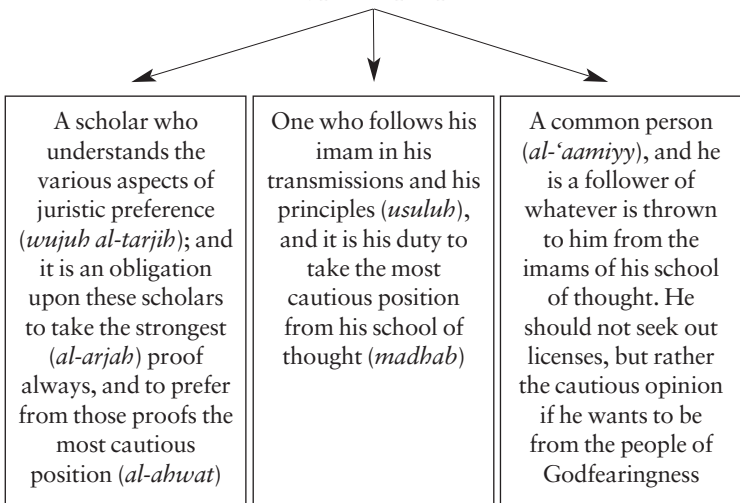 A scholar who
understands the
various aspects of
juristic preference
(wujuh al-tarjih); and
it is an obligation
upon these scholars
to take the strongest
(al-arjah) proof
always, and to prefer
from those proofs the
most cautious
position (al-ahwat)
One who follows his
imam in his
transmissions and his
principles (usuluh),
and it is his duty to
take the most
cautious position
from his school of
thought (madhab)
A common person
(al-‘aamiyy), and he
is a follower of
whatever is thrown
to him from the
imams of his school
of thought. He
should not seek out
licenses, but rather
the cautious opinion
if he wants to be
from the people of
Godfearingness